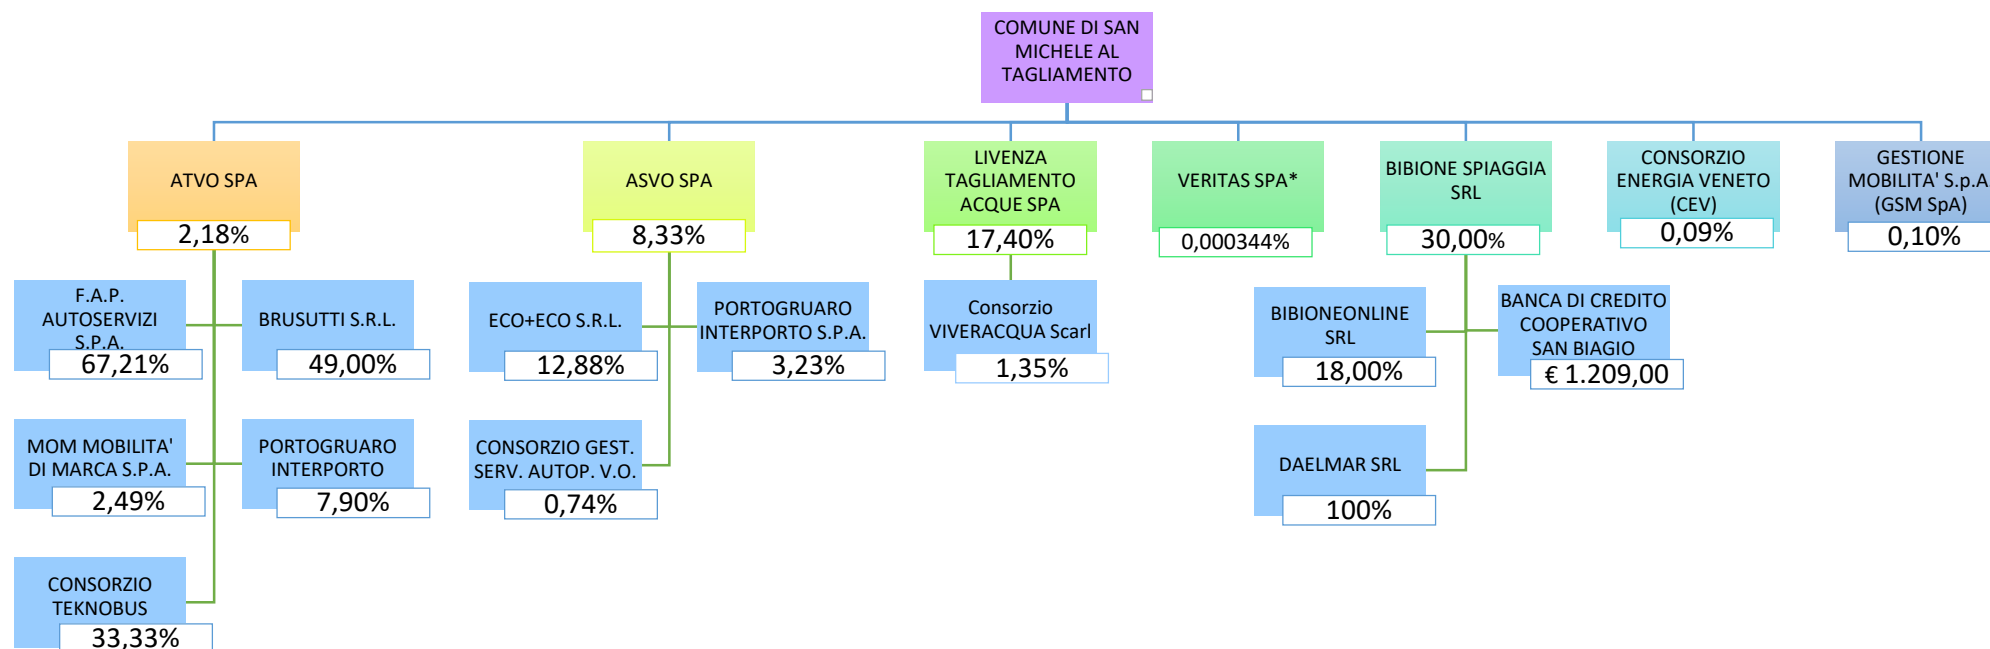 COMUNE DI SAN
MICHELE AL
TAGLIAMENTO
ATVO SPA
2,18%
ASVO SPA
8,33%
LIVENZA
TAGLIAMENTO
ACQUE SPA
17,40%
VERITAS SPA*
0,000344%
BIBIONE SPIAGGIA
SRL
30,00%
CONSORZIO
ENERGIA VENETO
(CEV)
0,09%
GESTIONE
MOBILITA' S.p.A
(GSM SpA)
0,10%
F.A.P.
AUTOSERVIZI
S.P.A.
67,21%
BRUSUTTI S.R.L.
49,00%
ECO+ECO S.R.L.
12,88%
PORTOGRUARO
INTERPORTO S.P.A.
3,23%
Consorzio
VIVERACQUA Scarl
1,35%
BIBIONEONLINE
SRL
18,00%
BANCA DI CREDITO
COOPERATIVO
SAN BIAGIO
€ 1.209,00
MOM MOBILITA'
DI MARCA S.P.A.
2,49%
PORTOGRUARO
INTERPORTO
7,90%
CONSORZIO GEST.
SERV. AUTOP. V.O.
0,74%
DAELMAR SRL
100%
CONSORZIO
TEKNOBUS
33,33%